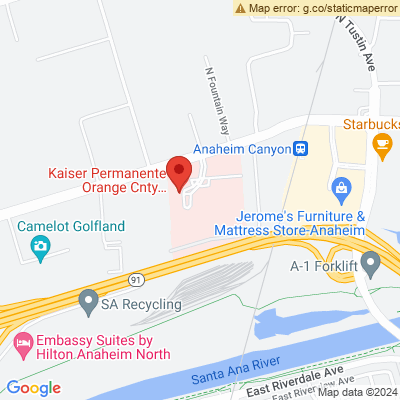 Map error: g.co/staticmaperror
N Tustin Ave
N Fountain Way
Starbucks
Anaheim Canyon
Kaiser Permanente
Orange Cnty...
Jerome's Furniture &
Mattress Store-Anaheim
Camelot Golfland
A-1 Forklift
91
SA Recycling
Embassy Suites by
Hilton Anaheim North
Santa Ana River
East Riverdale Ave
Ave
Google
Map data ©2024